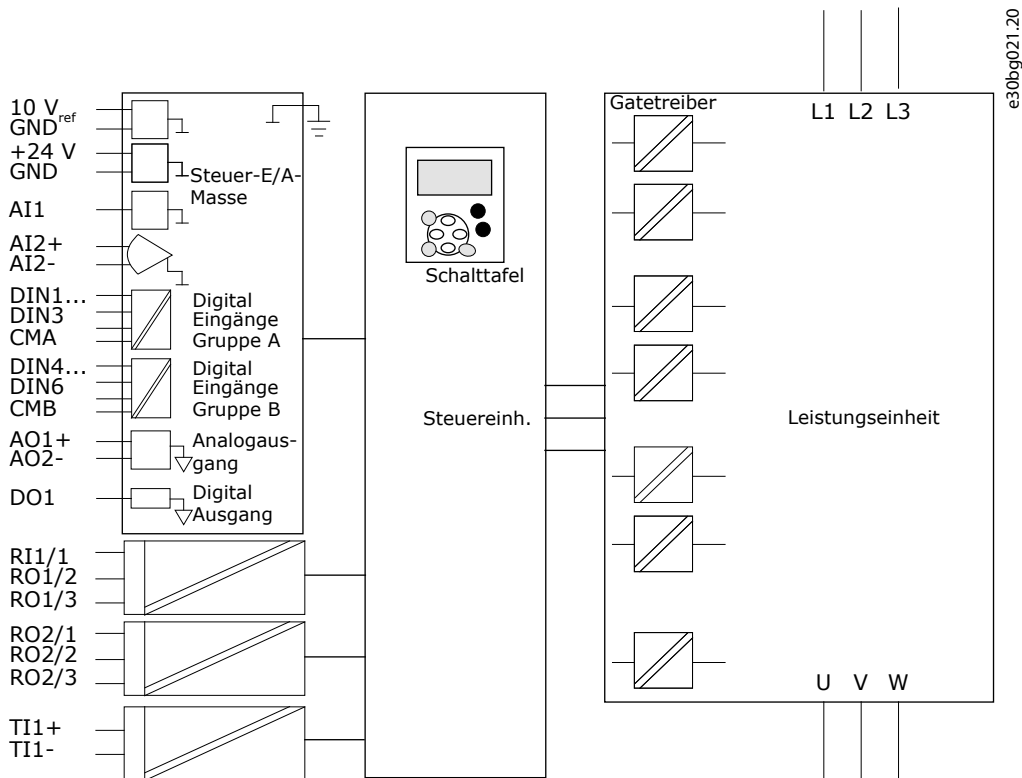 e30bg021.20
10 Vref
GND
+24 V
GND
AI1
AI2+
AI2-
DIN1...
DIN3
CMA
DIN4...
DIN6
CMB
AO1+
AO2-
DO1
RI1/1
RO1/2
RO1/3
RO2/1
RO2/2
RO2/3
TI1+
TI1-
Steuer-E/A-
Masse
Digital
Eingänge
Gruppe A
Digital
Eingänge
Gruppe B
Analogaus-
gang
Digital
Ausgang
Schalttafel
Steuereinh.
Gatetreiber
L1 L2 L3
Leistungseinheit
U V W